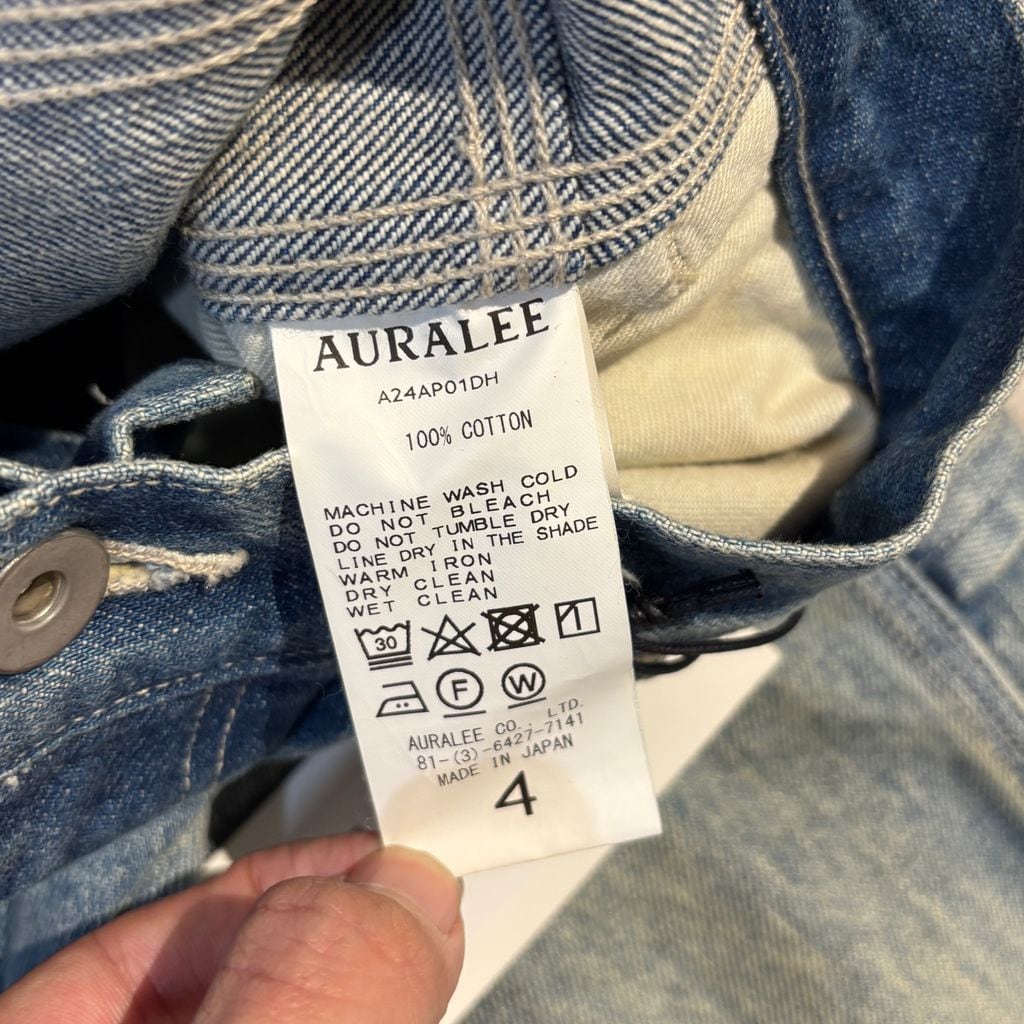 AURALEE
A24AP01DH
100% COTTON
MACHINE WASH COLD
DO NOT BLEACH
DO NOT TUMBLE DRY
LINE DRY IN THE SHADE
WARM IRON
DRY CLEAN
WET CLEAN
30
F W
AURALEE CO., LTD.
81-(3)-6427-7141
MADE IN JAPAN
4